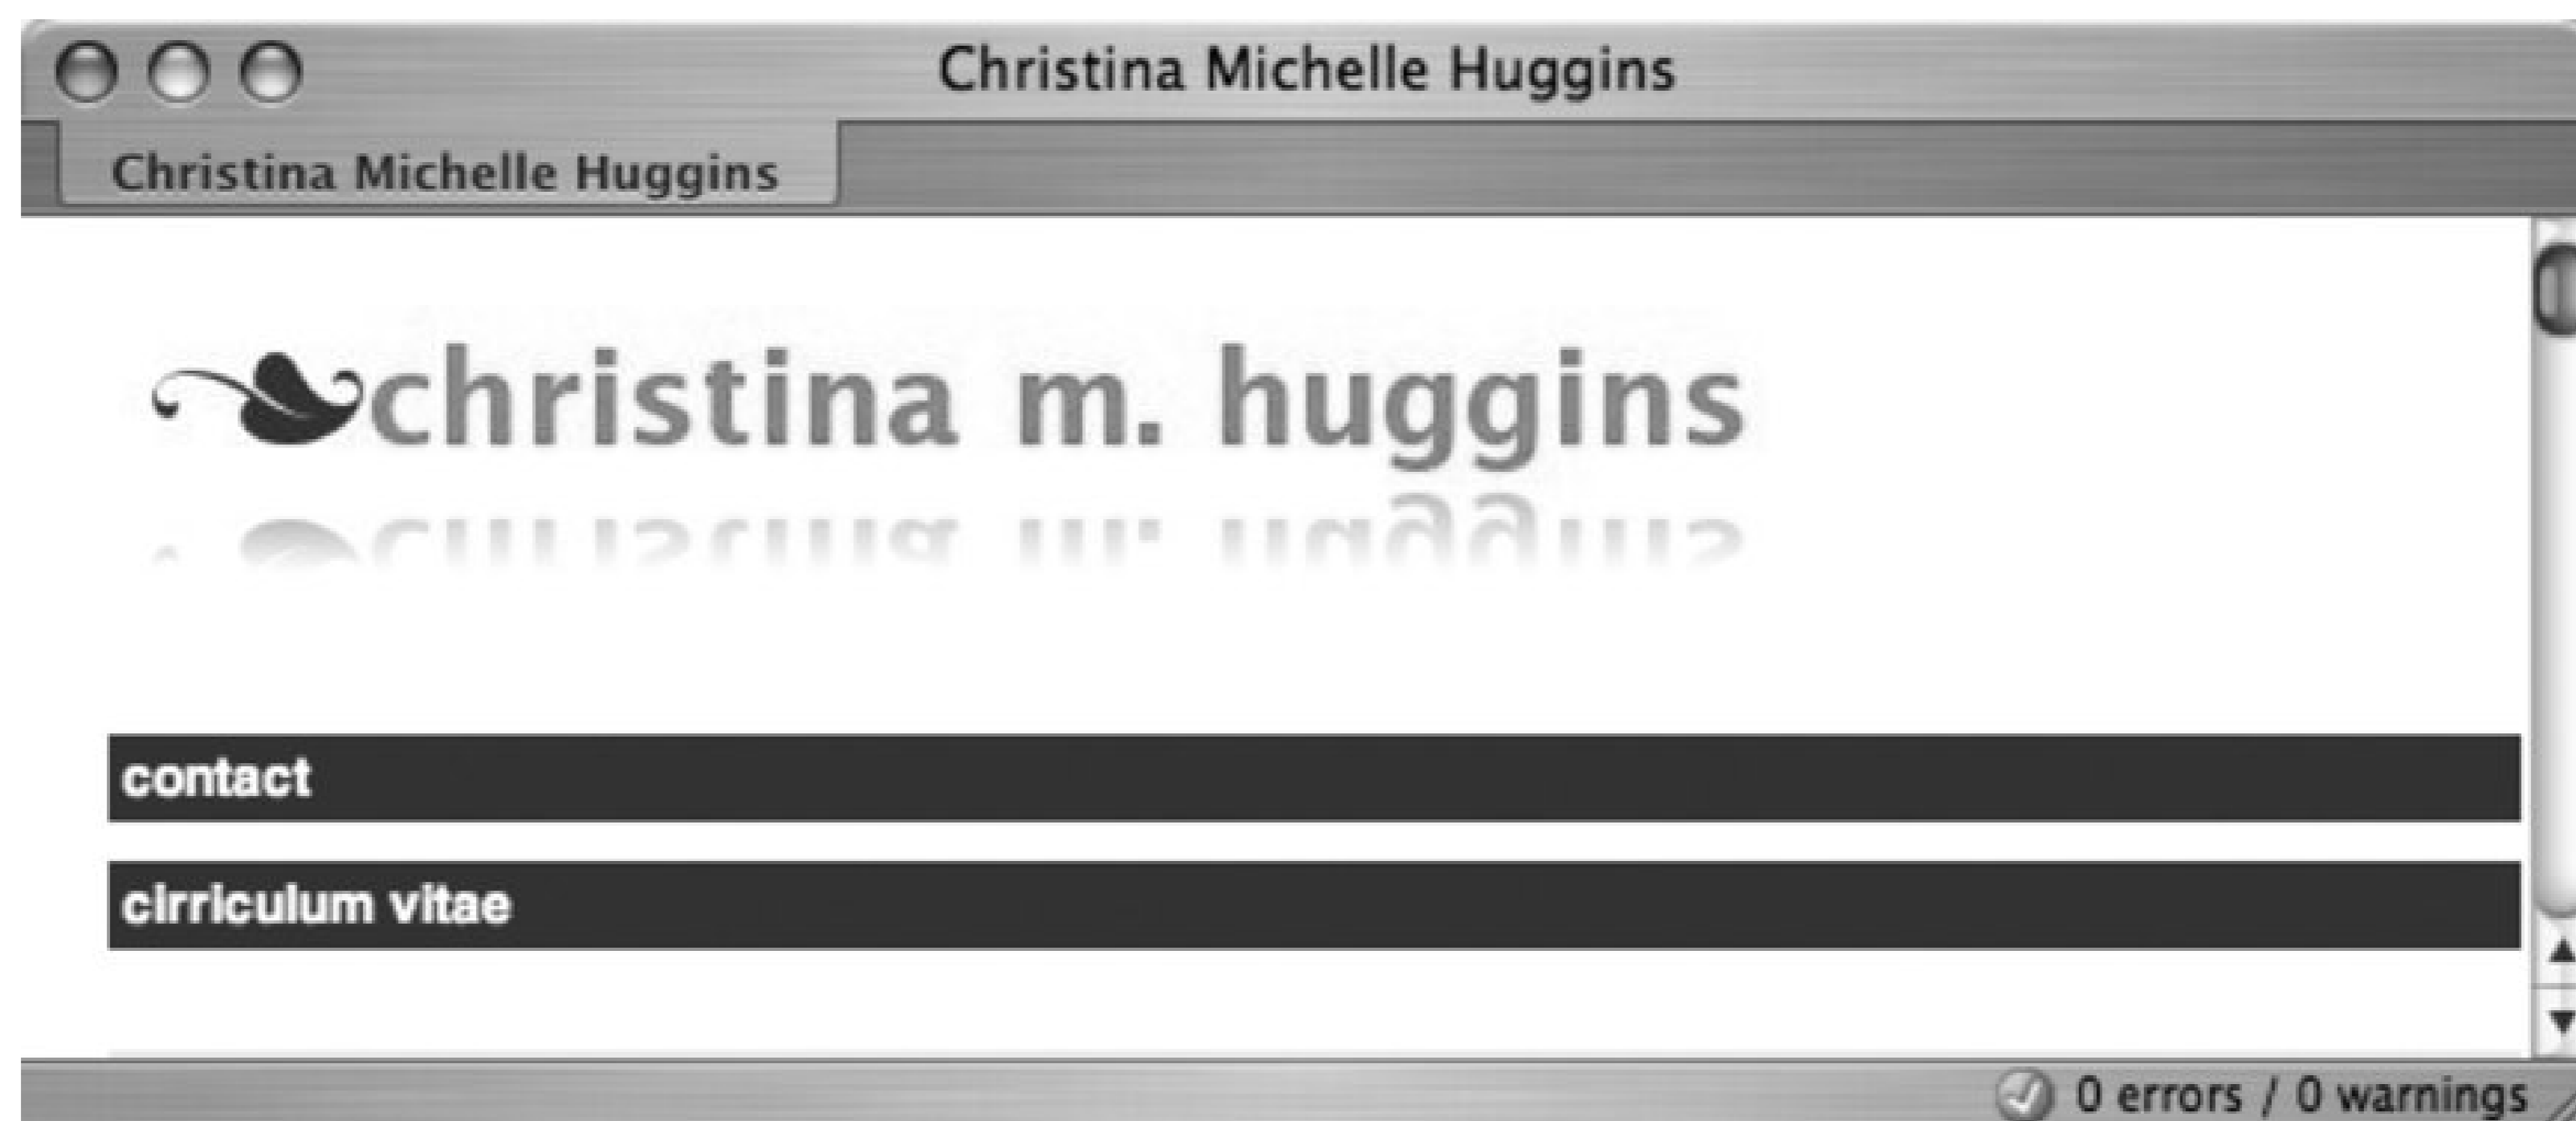 Christina Michelle Huggins
Christina Michelle Huggins
christina m. huggins
contact
cirriculum vitae
0 errors / 0 warnings